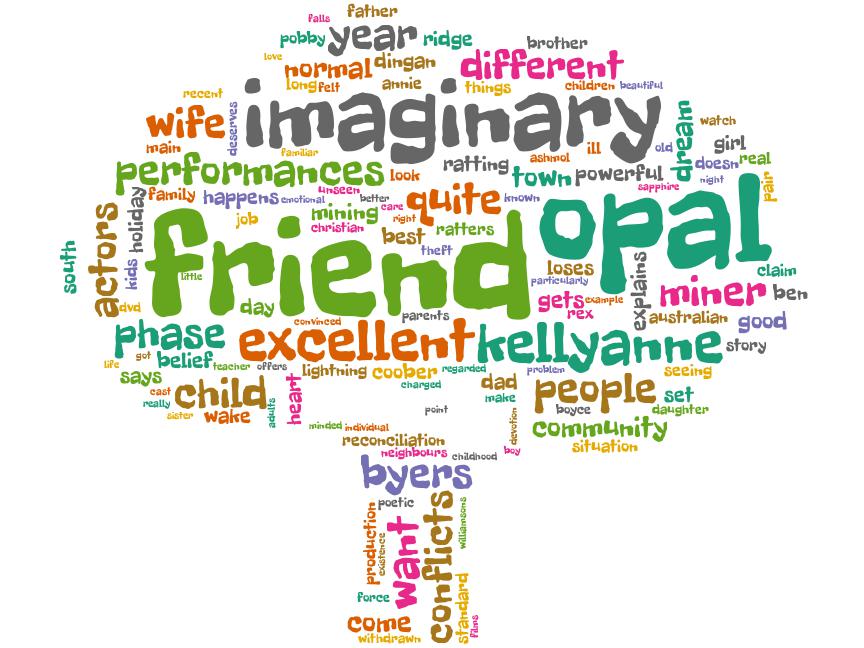 father
falls
pobby year ridge
brother
love
normal dingan different
long felt annie things children beautiful
recent
wife deserves imaginary dream watch
main familiar ratting ashmol ill old girl
performances look town powerful doesn real
family happens unseen emotional better quite known sapphire night pair
actors holiday job mining christian care right best ratters opal
south kids friend theft loses explains claim
little particularly miner ben
dvd day gets example rex australian good
convinced parents
phase excellent kellyanne story
life got belief teacher offers lightning coober regarded problem seeing
says charged
cast child heart dad people set
really make boyce daughter
sister wake adults point devotion community
minded individual
reconciliation situation
neighbours childhood boy
byers
poetic
production existence want conflicts williamsons
force
come standard films
withdrawn